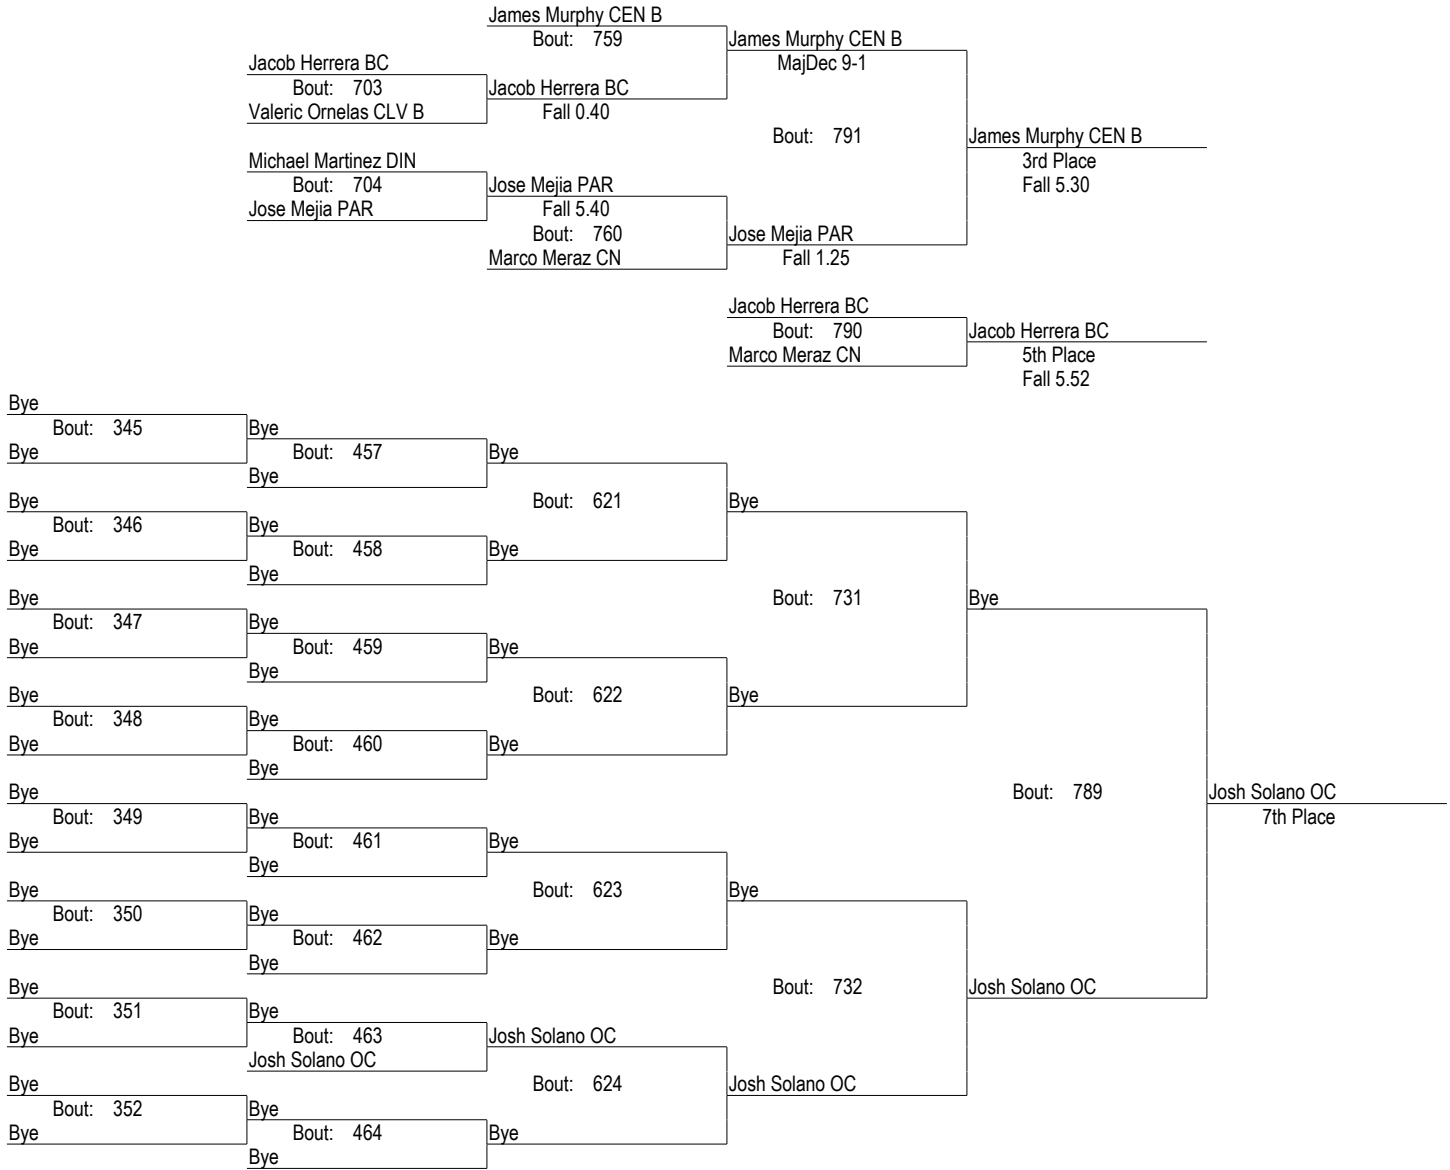 James Murphy CEN B
Bout: 759
James Murphy CEN B
Jacob Herrera BC
MajDec 9-1
Bout: 703
Jacob Herrera BC
Valeric Ornelas CLV B
Fall 0.40
Bout: 791
James Murphy CEN B
Michael Martinez DIN
3rd Place
Bout: 704
Jose Mejia PAR
Fall 5.30
Jose Mejia PAR
Fall 5.40
Bout: 760
Jose Mejia PAR
Marco Meraz CN
Fall 1.25
Jacob Herrera BC
Bout: 790
Jacob Herrera BC
Marco Meraz CN
5th Place
Fall 5.52
Bye
Bout: 345
Bye
Bye
Bout: 457
Bye
Bye
Bye
Bout: 621
Bye
Bout: 346
Bye
Bye
Bout: 458
Bye
Bye
Bye
Bout: 731
Bye
Bout: 347
Bye
Bye
Bout: 459
Bye
Bye
Bye
Bout: 622
Bye
Bout: 348
Bye
Bye
Bout: 460
Bye
Bye
Bye
Bout: 789
Josh Solano OC
Bout: 349
Bye
7th Place
Bye
Bout: 461
Bye
Bye
Bye
Bout: 623
Bye
Bout: 350
Bye
Bye
Bout: 462
Bye
Bye
Bye
Bout: 732
Josh Solano OC
Bout: 351
Bye
Bye
Bout: 463
Josh Solano OC
Josh Solano OC
Bye
Bout: 624
Josh Solano OC
Bout: 352
Bye
Bye
Bout: 464
Bye
Bye